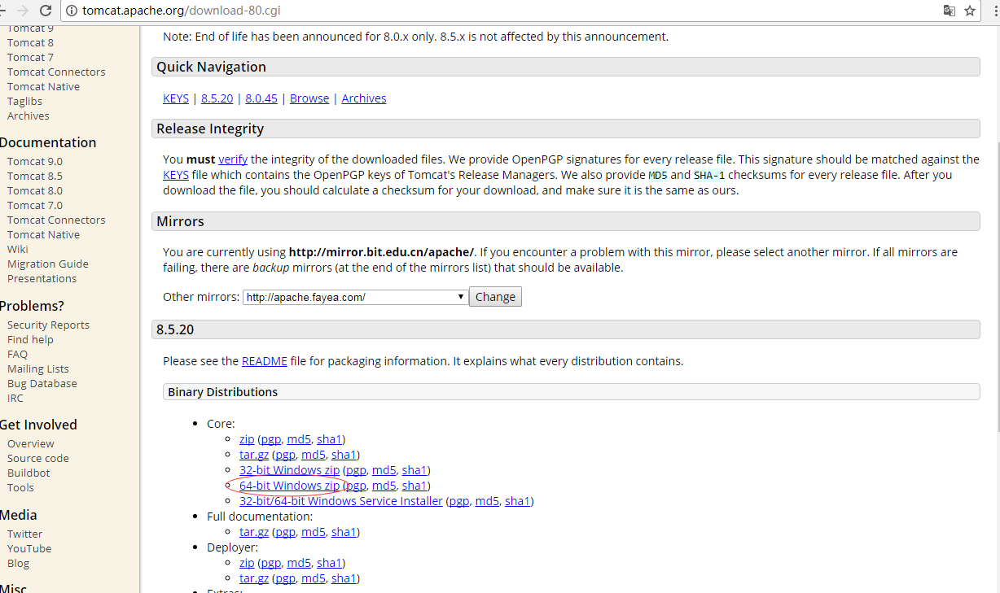 tomcat.apache.org/download-80.cgi
Tomcat 9
Tomcat 8
Tomcat 7
Tomcat Connectors
Tomcat Native
Taglibs
Archives
Documentation
Tomcat 9.0
Tomcat 8.5
Tomcat 8.0
Tomcat 7.0
Tomcat Connectors
Tomcat Native
Wiki
Migration Guide
Presentations
Problems?
Security Reports
Find help
FAQ
Mailing Lists
Bug Database
IRC
Get Involved
Overview
Source code
Buildbot
Tools
Media
Twitter
YouTube
Blog
Misc
Note: End of life has been announced for 8.0.x only. 8.5.x is not affected by this announcement.
Quick Navigation
KEYS | 8.5.20 | 8.0.45 | Browse | Archives
Release Integrity
You must verify the integrity of the downloaded files. We provide OpenPGP signatures for every release file. This signature should be matched against the
KEYS file which contains the OpenPGP keys of Tomcat's Release Managers. We also provide MD5 and SHA-1 checksums for every release file. After you
download the file, you should calculate a checksum for your download, and make sure it is the same as ours.
Mirrors
You are currently using http://mirror.bit.edu.cn/apache/. If you encounter a problem with this mirror, please select another mirror. If all mirrors are
failing, there are backup mirrors (at the end of the mirrors list) that should be available.
Other mirrors: http://apache.fayea.com/ Change
8.5.20
Please see the README file for packaging information. It explains what every distribution contains.
Binary Distributions
Core:
zip (pgp, md5, sha1)
tar.gz (pgp, md5, sha1)
32-bit Windows zip (pgp, md5, sha1)
64-bit Windows zip (pgp, md5, sha1)
32-bit/64-bit Windows Service Installer (pgp, md5, sha1)
Full documentation:
tar.gz (pgp, md5, sha1)
Deployer:
zip (pgp, md5, sha1)
tar.gz (pgp, md5, sha1)
Extras: